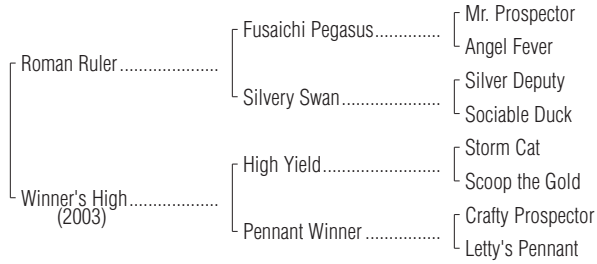 Mr. Prospector
Fusaichi Pegasus..............
Angel Fever
Roman Ruler.....................
Silver Deputy
Silvery Swan.....................
Sociable Duck
Storm Cat
High Yield.........................
Scoop the Gold
Winner's High...................
(2003)
Crafty Prospector
Pennant Winner ................
Letty's Pennant